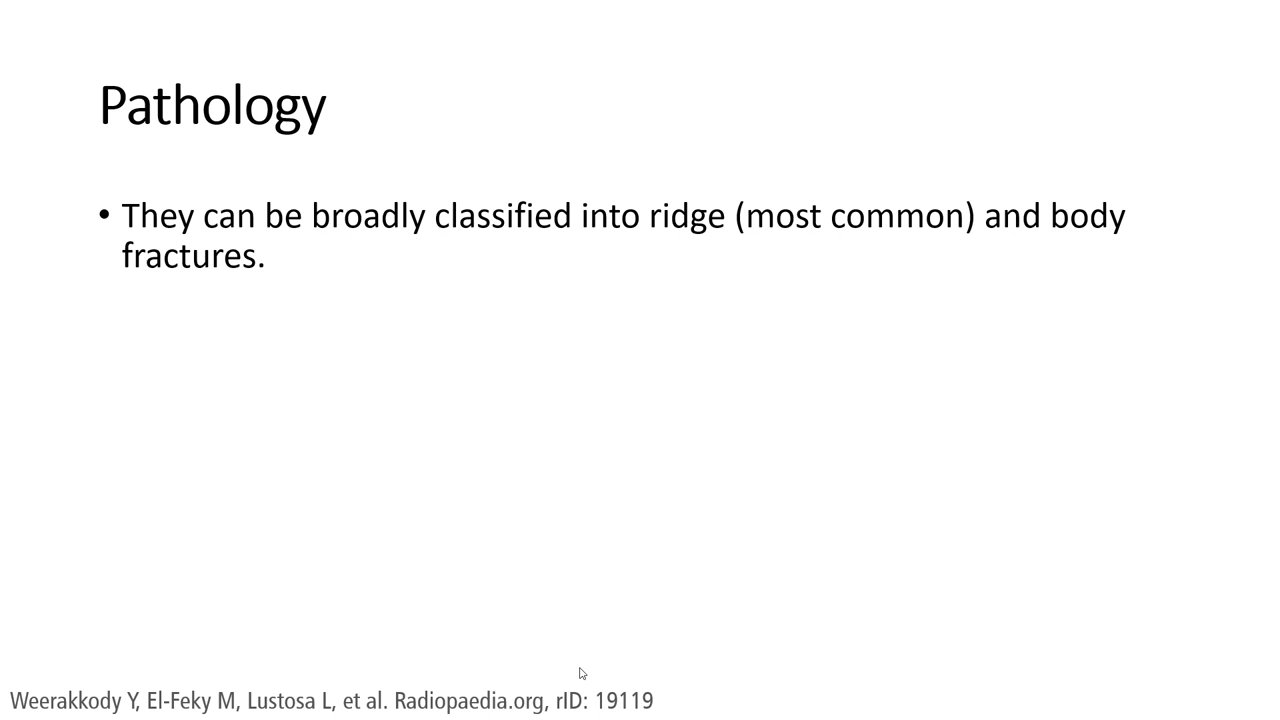 Pathology
• They can be broadly classified into ridge (most common) and body
fractures.
Weerakkody Y, El-Feky M, Lustosa L, et al. Radiopaedia.org, rID: 19119